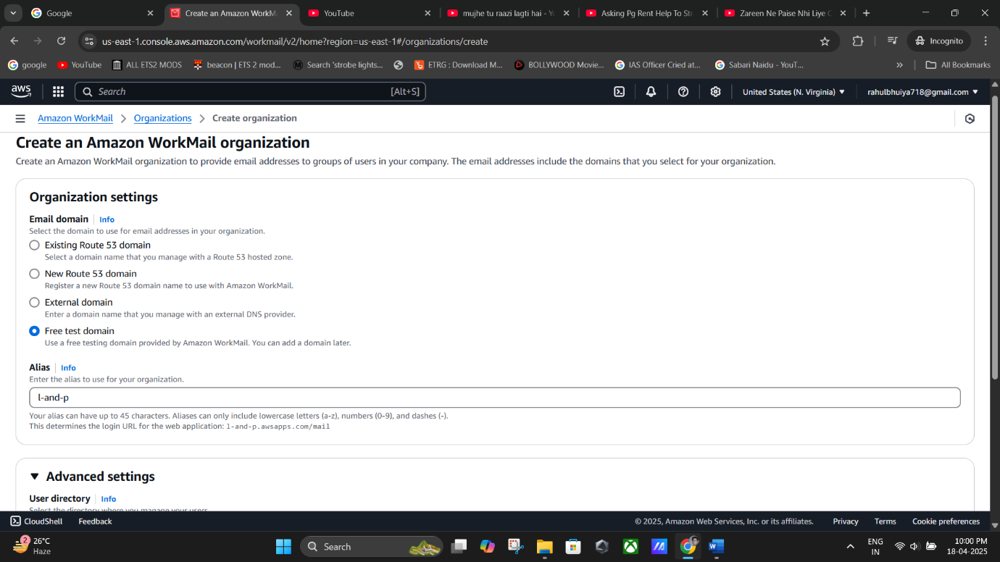 Google
Create an Amazon WorkM
YouTube
mujhe tu raazi lagti hai - Yo
Asking Pg Rent Help To Str
Zareen Ne Paise Nhi Liye
us-east-1.console.aws.amazon.com/workmail/v2/home?region=us-east-1#/organizations/create
Incognito
google
YouTube
ALL ETS2 MODS
beacon | ETS 2 mod...
Search 'strobe lights...
ETRG : Download M...
BOLLYWOOD Movie...
IAS Officer Cried at...
Sabari Naidu - YouT...
»
All Bookmarks
aws
Search [Alt+S]
United States (N. Virginia)
rahulbhuiya718@gmail.com
Amazon WorkMail > Organizations > Create organization
Create an Amazon WorkMail organization
Create an Amazon WorkMail organization to provide email addresses to groups of users in your company. The email addresses include the domains that you select for your organization.
Organization settings
Email domain | Info
Select the domain to use for email addresses in your organization.
Existing Route 53 domain
Select a domain name that you manage with a Route 53 hosted zone.
New Route 53 domain
Register a new Route 53 domain name to use with Amazon WorkMail.
External domain
Enter a domain name that you manage with an external DNS provider.
Free test domain
Use a free testing domain provided by Amazon WorkMail. You can add a domain later.
Alias | Info
Enter the alias to use for your organization.
l-and-p
Your alias can have up to 45 characters. Aliases can only include lowercase letters (a-z), numbers (0-9), and dashes (-).
This determines the login URL for the web application: l-and-p.awsapps.com/mail
Advanced settings
User directory | Info
Select the directory where you manage your users
CloudShell
Feedback
© 2025, Amazon Web Services, Inc. or its affiliates.
Privacy
Terms
Cookie preferences
2
26°C
Haze
Search
ENG
IN
10:00 PM
18-04-2025